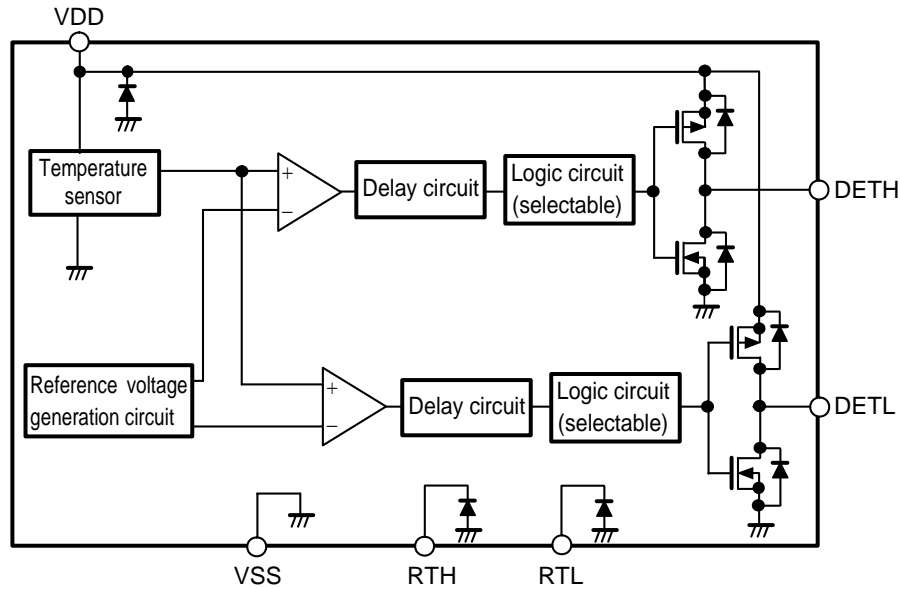 VDD
Temperature
sensor
+
−
Delay circuit
Logic circuit
(selectable)
DETH
Reference voltage
generation circuit
+
−
Delay circuit
Logic circuit
(selectable)
DETL
VSS
RTH
RTL